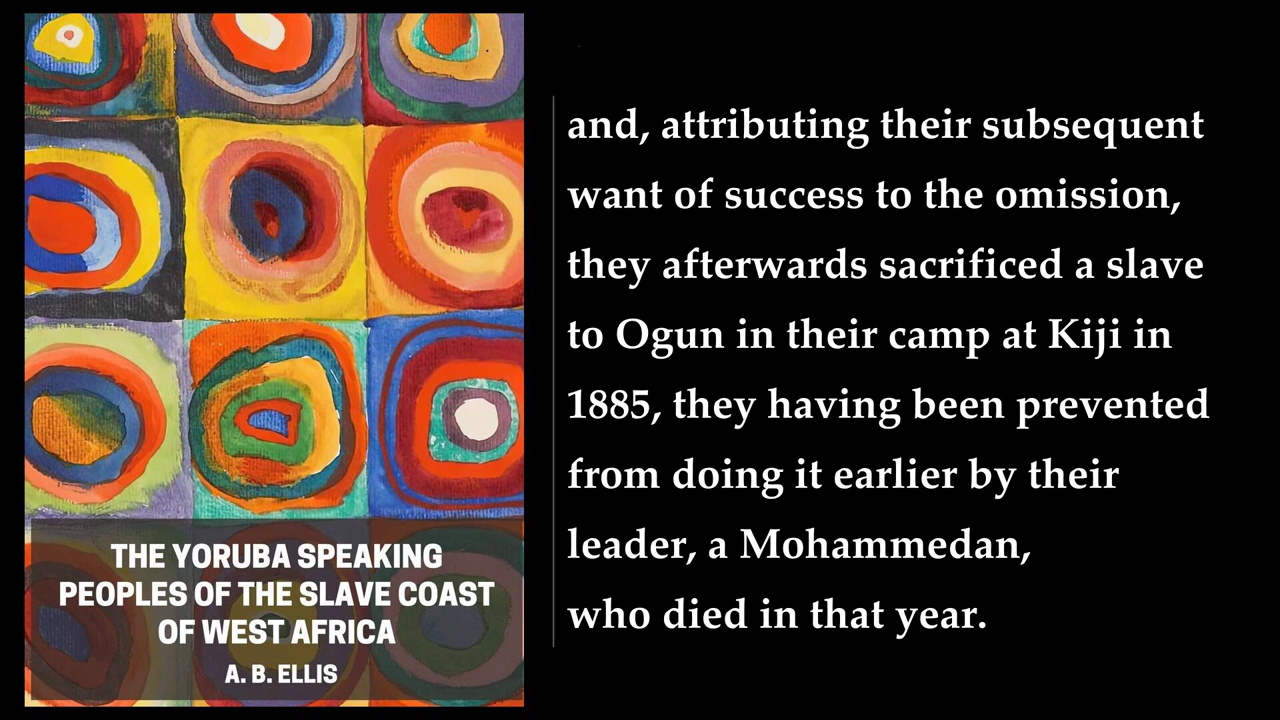 THE YORUBA SPEAKING
PEOPLES OF THE SLAVE COAST
OF WEST AFRICA
A. B. ELLIS
and, attributing their subsequent
want of success to the omission,
they afterwards sacrificed a slave
to Ogun in their camp at Kiji in
1885, they having been prevented
from doing it earlier by their
leader, a Mohammedan,
who died in that year.